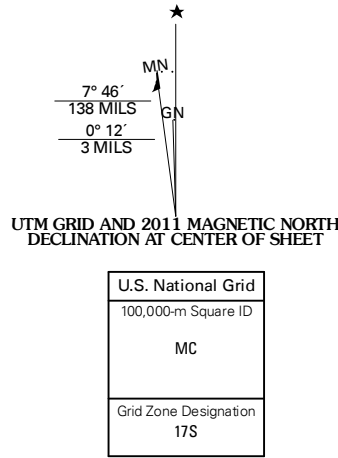 ★
MN
7° 46´
138 MILS
GN
0° 12´
3 MILS
UTM GRID AND 2011 MAGNETIC NORTH
DECLINATION AT CENTER OF SHEET
U.S. National Grid
100,000-m Square ID
MC
Grid Zone Designation
17S